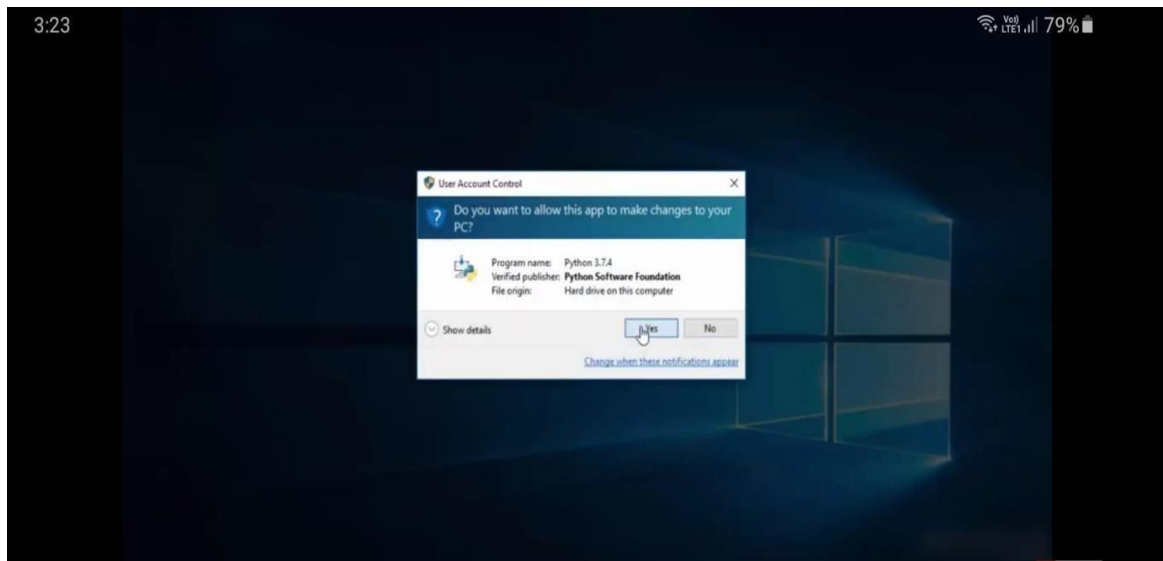 3:23
Vo))
LTE1 79%
User Account Control
Do you want to allow this app to make changes to your
PC?
Program name: Python 3.7.4
Verified publisher: Python Software Foundation
File origin: Hard drive on this computer
Show details
Yes No
Change when these notifications appear